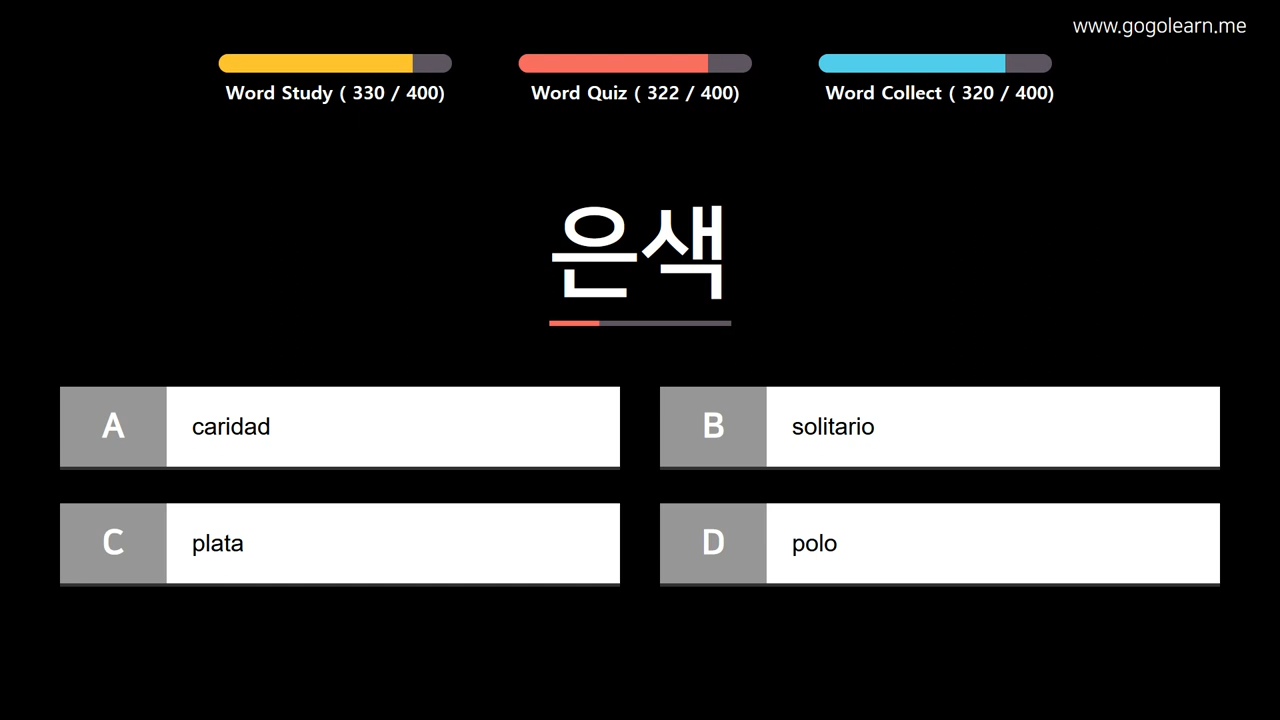 www.gogolearn.me
Word Study ( 330 / 400)
Word Quiz ( 322 / 400)
Word Collect ( 320 / 400)
은색
A
caridad
B
solitario
C
plata
D
polo